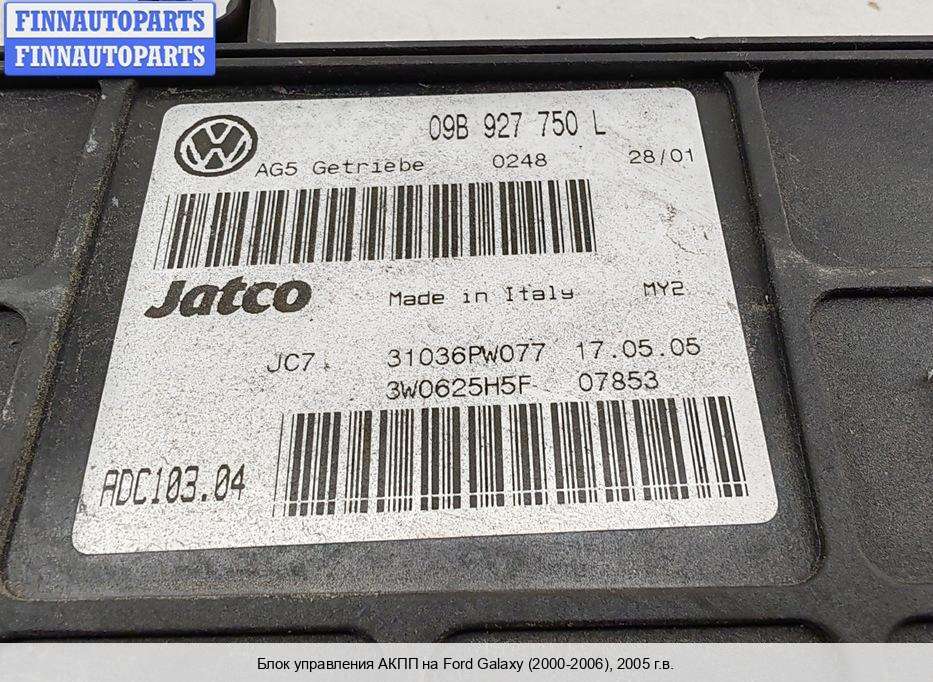 FINNAUTOPARTS
FINNAUTOPARTS
09B 927 750 L
AG5 Getriebe 0248 28/01
Jatco Made in Italy MY2
JC7. 31036PW077 17.05.05
3W0625H5F 07853
ADC103.04
Блок управления АКПП на Ford Galaxy (2000-2006), 2005 г.в.